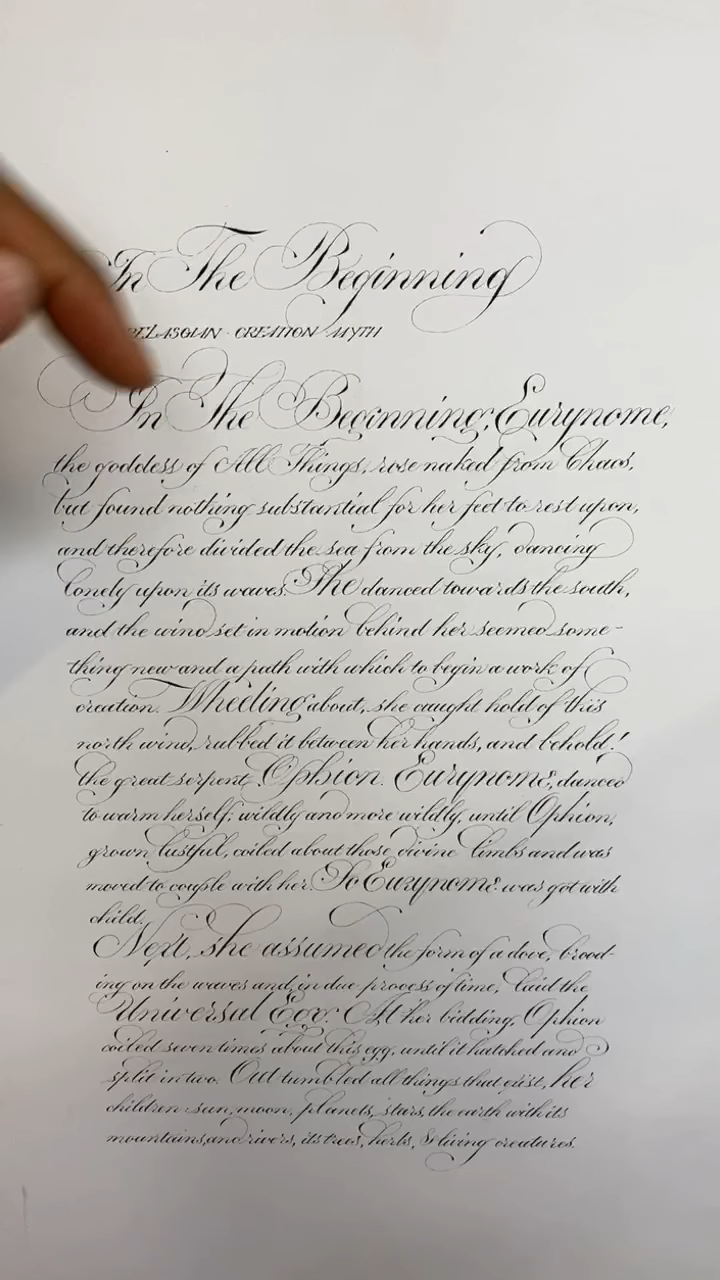 In The Beginning
PELASGIAN · CREATION MYTH
In The Beginning, Eurynome,
the goddess of All Things, rose naked from Chaos,
but found nothing substantial for her feet to rest upon,
and therefore divided the sea from the sky, dancing
lonely upon its waves. She danced towards the south,
and the wind set in motion behind her seemed some-
thing new and a path with which to begin a work of
creation. Wheeling about, she caught hold of this
north wind, rubbed it between her hands, and behold!
the great serpent Ophion. Eurynome, danced
to warm herself; wildly and more wildly, until Ophion,
grown lustful, coiled about those divine limbs and was
moved to couple with her. So Eurynome was got with
child.
Next, she assumed the form of a dove, brood-
ing on the waves and, in due process of time, laid the
Universal Egg. At her bidding, Ophion
coiled seven times about this egg, until it hatched and
split in two. Out tumbled all things that exist, her
children sun, moon, planets, stars, the earth with its
mountains, and rivers, its trees, herbs, & living creatures.